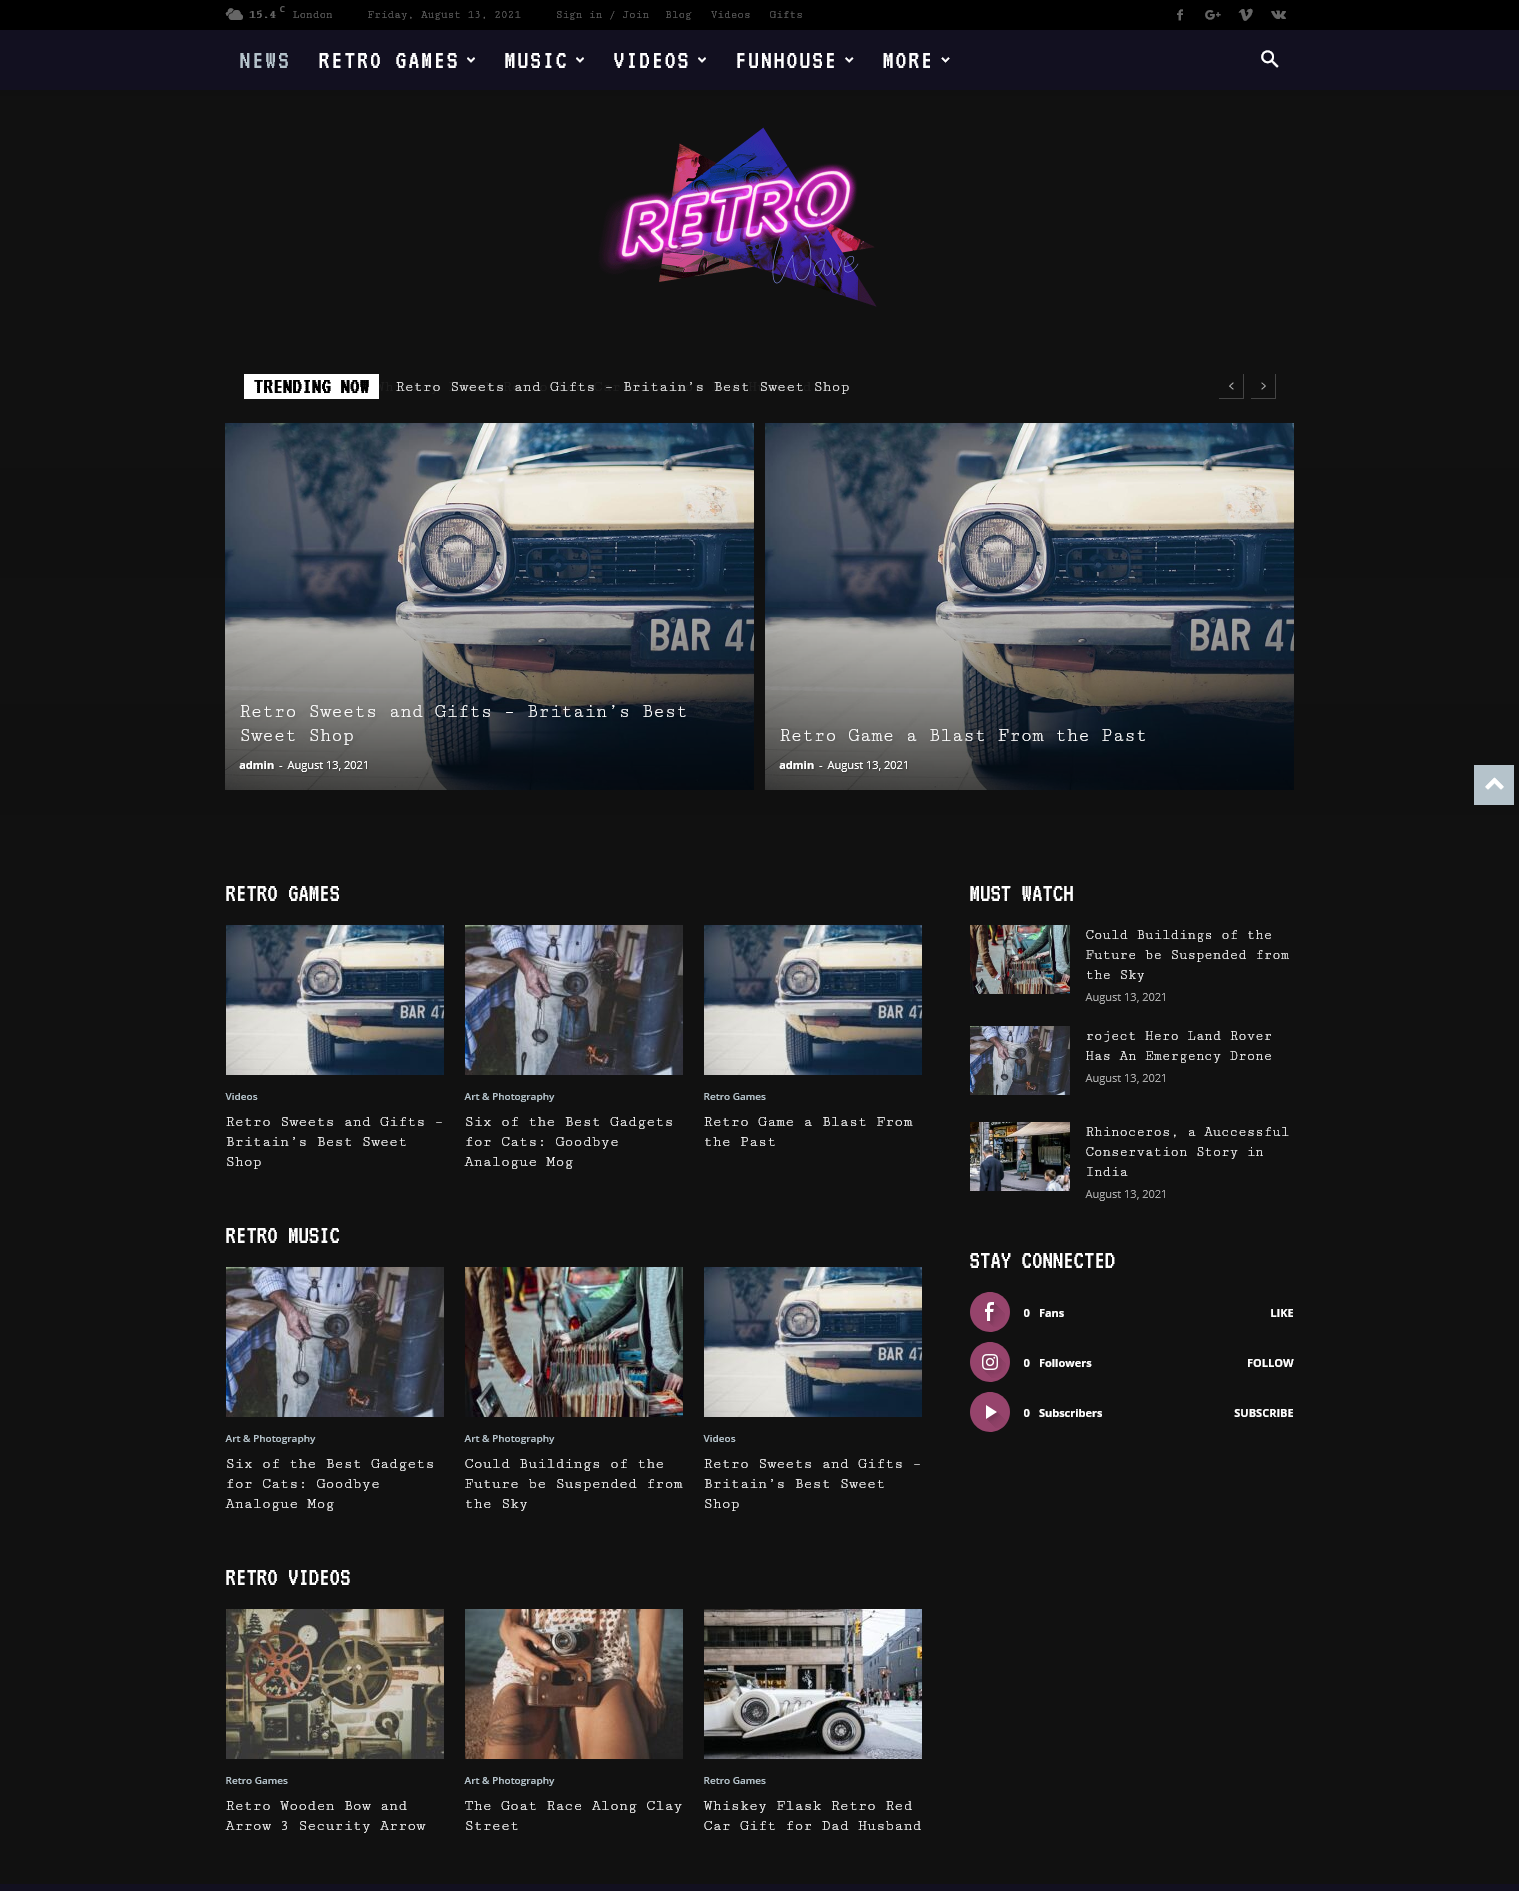 15.4 C London Friday, August 13, 2021 Sign in / Join Blog Videos Gifts
NEWS RETRO GAMES MUSIC VIDEOS FUNHOUSE MORE
RETRO
Wave
TRENDING NOW Retro Sweets and Gifts – Britain's Best Sweet Shop
BAR 47
BAR 47
Retro Sweets and Gifts – Britain's Best
Sweet Shop
admin - August 13, 2021
Retro Game a Blast From the Past
admin - August 13, 2021
RETRO GAMES
BAR 47
BAR 47
Videos
Retro Sweets and Gifts –
Britain's Best Sweet
Shop
Art & Photography
Six of the Best Gadgets
for Cats: Goodbye
Analogue Mog
Retro Games
Retro Game a Blast From
the Past
RETRO MUSIC
BAR 47
Art & Photography
Six of the Best Gadgets
for Cats: Goodbye
Analogue Mog
Art & Photography
Could Buildings of the
Future be Suspended from
the Sky
Videos
Retro Sweets and Gifts –
Britain's Best Sweet
Shop
RETRO VIDEOS
Retro Games
Retro Wooden Bow and
Arrow 3 Security Arrow
Art & Photography
The Goat Race Along Clay
Street
Retro Games
Whiskey Flask Retro Red
Car Gift for Dad Husband
MUST WATCH
Could Buildings of the
Future be Suspended from
the Sky
August 13, 2021
roject Hero Land Rover
Has An Emergency Drone
August 13, 2021
Rhinoceros, a Auccessful
Conservation Story in
India
August 13, 2021
STAY CONNECTED
0 Fans LIKE
0 Followers FOLLOW
0 Subscribers SUBSCRIBE